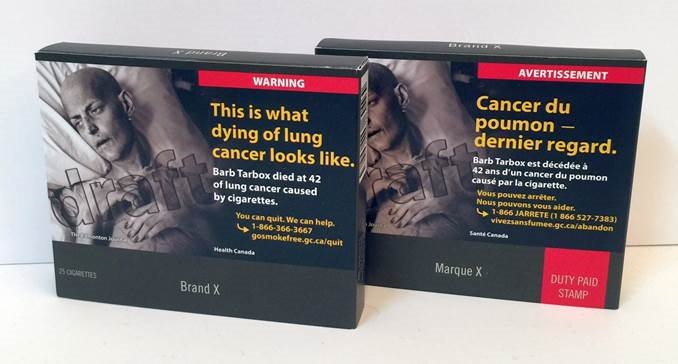 Brand X
WARNING
This is what
dying of lung
cancer looks like.
Barb Tarbox died at 42
of lung cancer caused
by cigarettes.
You can quit. We can help.
1-866-366-3667
gosmokefree.gc.ca/quit
draft
The Edmonton Journal
Health Canada
25 CIGARETTES
Brand X
Brand X
AVERTISSEMENT
Cancer du
poumon –
dernier regard.
Barb Tarbox est décédée à
42 ans d'un cancer du poumon
causé par la cigarette.
Vous pouvez arrêter.
Nous pouvons vous aider.
1-866 JARRETE (1 866 527-7383)
vivezsansfumee.gc.ca/abandon
aft
Santé Canada
Marque X
DUTY PAID
STAMP